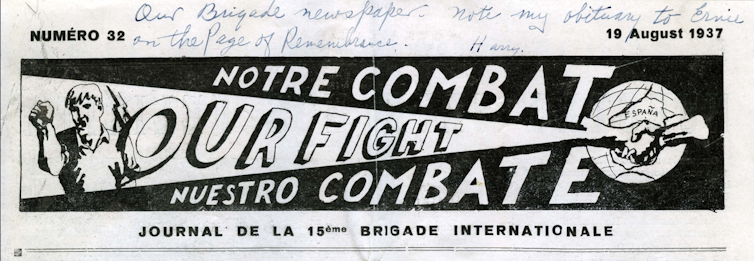 Our Brigade newspaper. Note my obituary to Ernie
NUMÉRO 32 on the Page of Remembrance. Harry. 19 August 1937
NOTRE COMBAT
OUR FIGHT
NUESTRO COMBATE
ESPAÑA
JOURNAL DE LA 15ème BRIGADE INTERNATIONALE